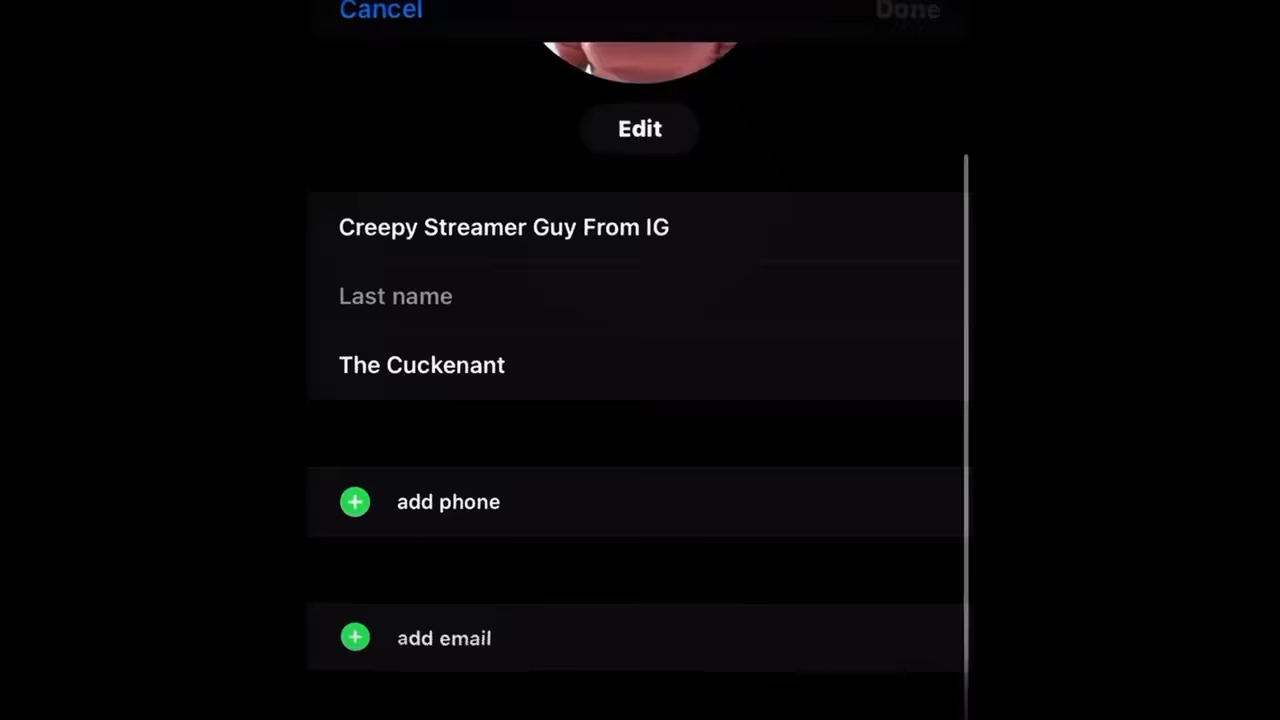 Cancel
Done
Edit
Creepy Streamer Guy From IG
Last name
The Cuckenant
add phone
add email